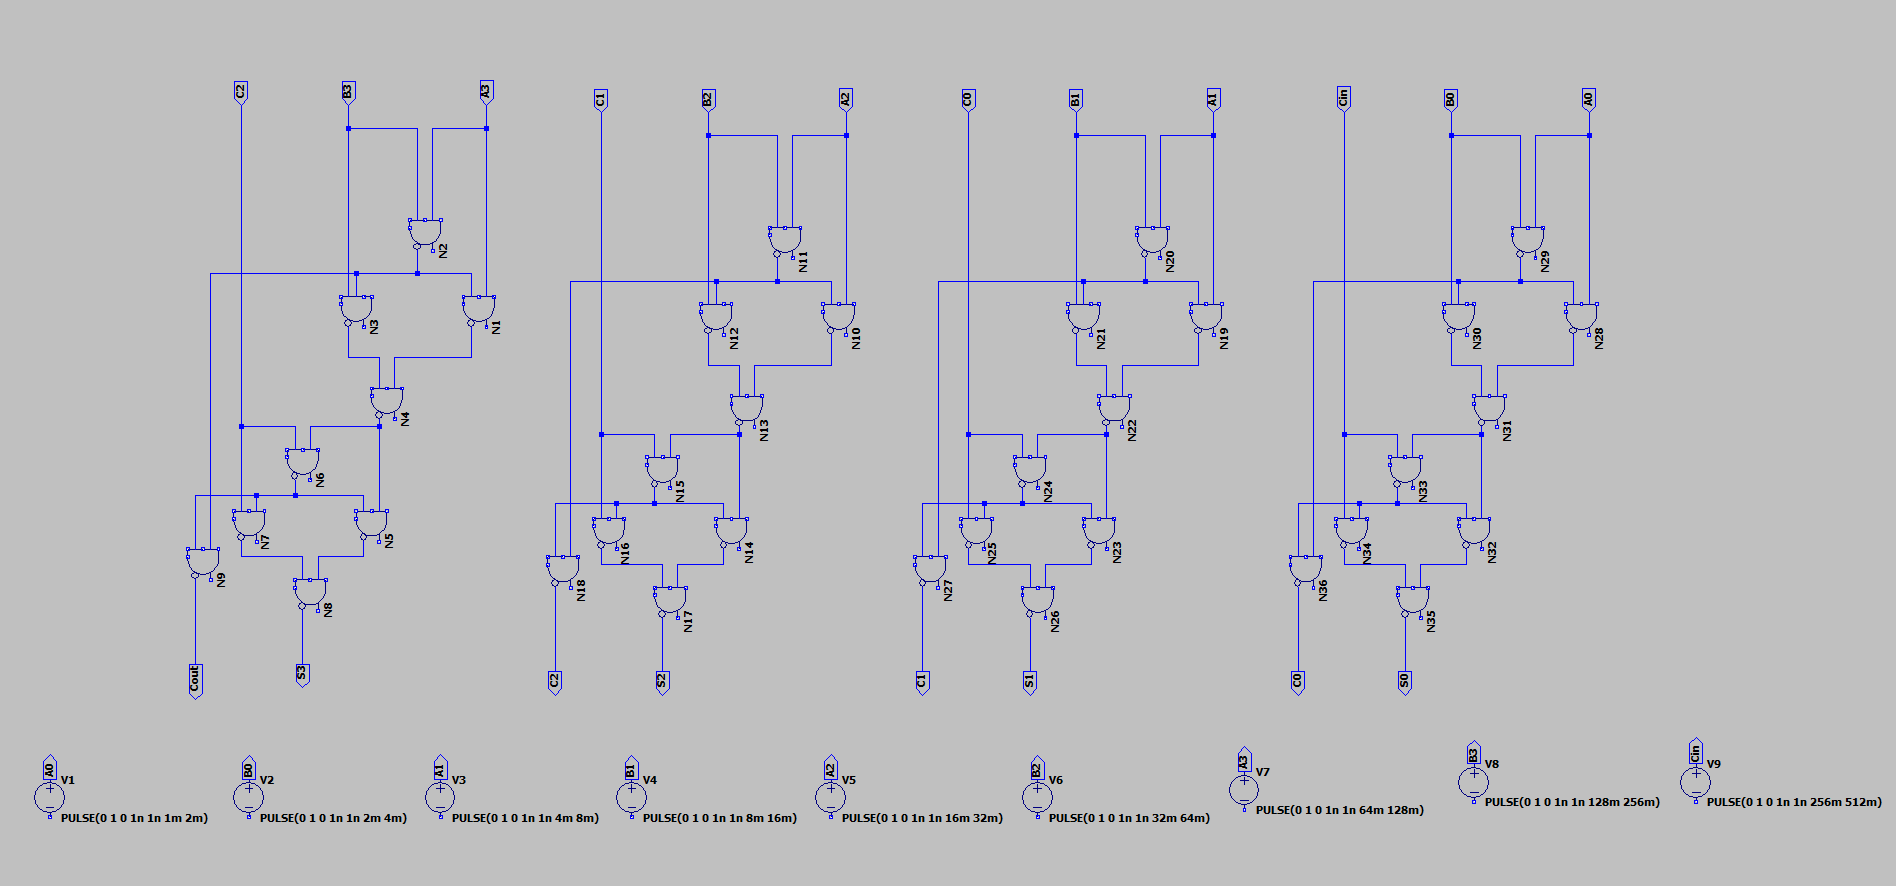 C2
B3
A3
C1
B2
A2
C0
B1
A1
Cin
B0
A0
N2
N11
N20
N29
N3
N1
N12
N10
N21
N19
N30
N28
N4
N13
N22
N31
N6
N15
N24
N33
N7
N5
N16
N14
N25
N23
N34
N32
N9
N8
N18
N17
N27
N26
N36
N35
Cout
S3
C2
S2
C1
S1
C0
S0
A0
V1
PULSE(0 1 0 1n 1n 1m 2m)
B0
V2
PULSE(0 1 0 1n 1n 2m 4m)
A1
V3
PULSE(0 1 0 1n 1n 4m 8m)
B1
V4
PULSE(0 1 0 1n 1n 8m 16m)
A2
V5
PULSE(0 1 0 1n 1n 16m 32m)
B2
V6
PULSE(0 1 0 1n 1n 32m 64m)
A3
V7
PULSE(0 1 0 1n 1n 64m 128m)
B3
V8
PULSE(0 1 0 1n 1n 128m 256m)
Cin
V9
PULSE(0 1 0 1n 1n 256m 512m)